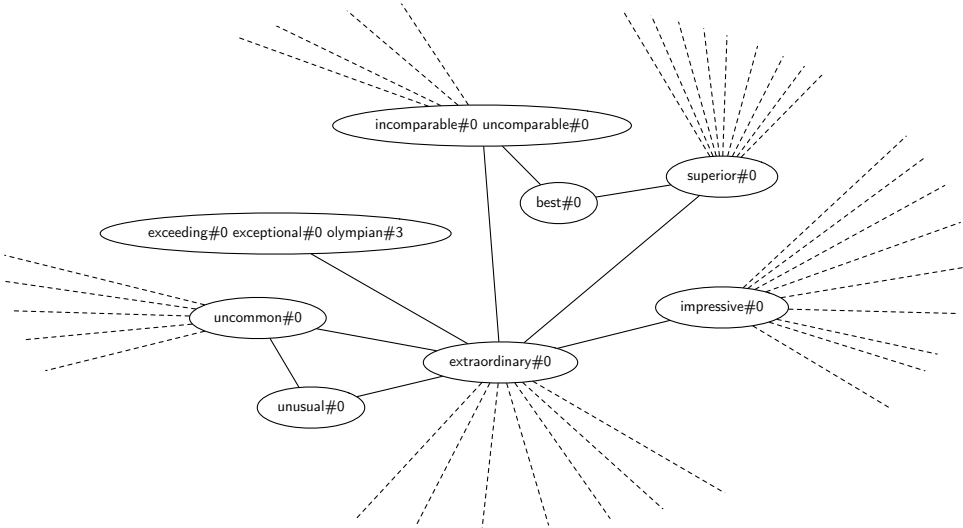 incomparable#0 uncomparable#0
superior#0
best#0
exceeding#0 exceptional#0 olympian#3
uncommon#0
impressive#0
extraordinary#0
unusual#0